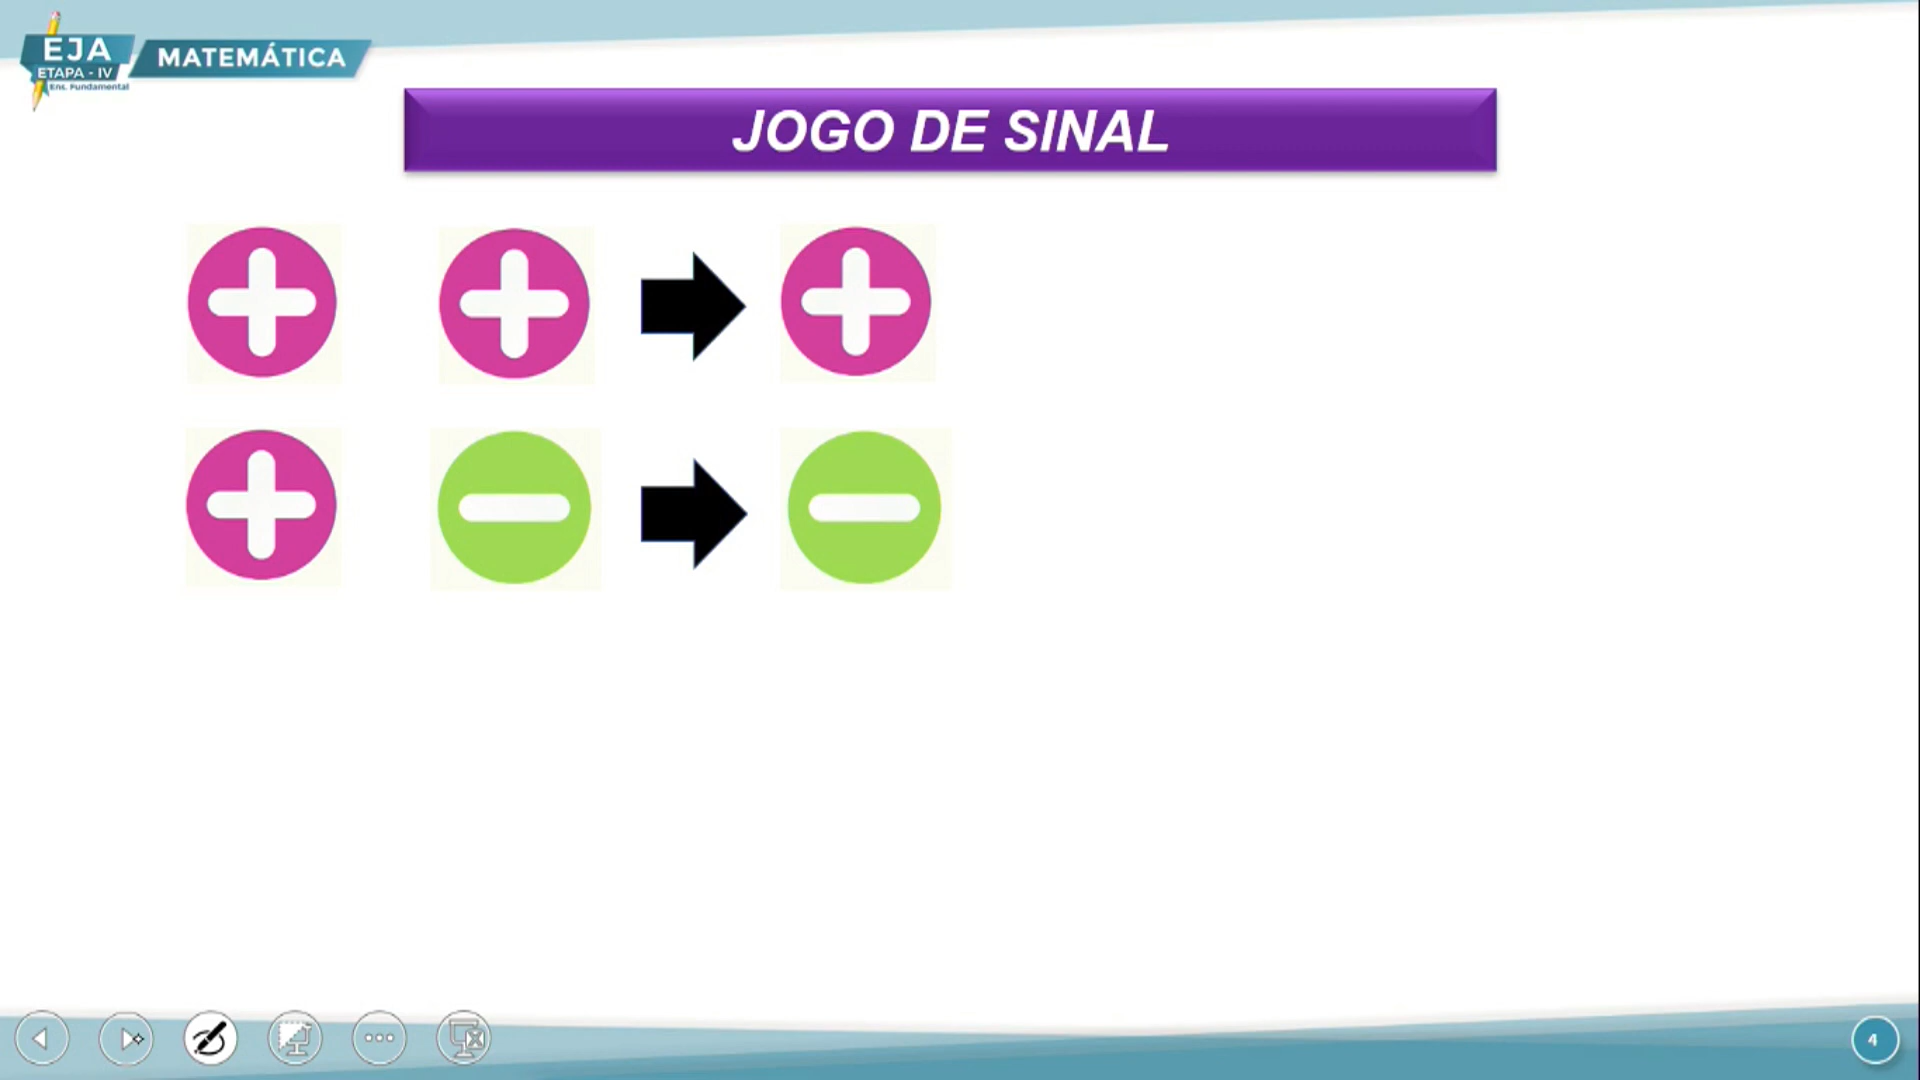 EJA
ETAPA - IV
Ens. Fundamental
MATEMÁTICA
JOGO DE SINAL
4